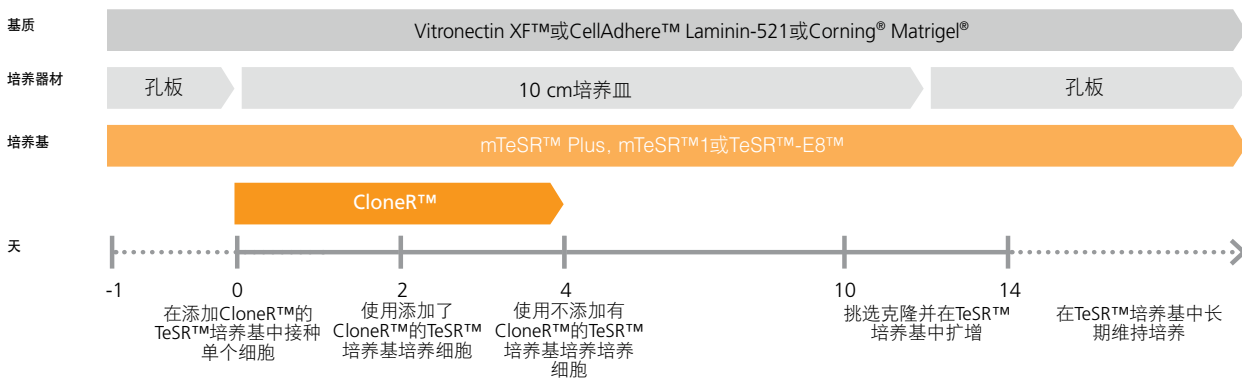 基质
Vitronectin XF™或CellAdhere™ Laminin-521或Corning® Matrigel®
培养器材
孔板
10 cm培养皿
孔板
培养基
mTeSR™ Plus, mTeSR™1或TeSR™-E8™
CloneR™
天
-1
0
2
4
10
14
在添加CloneR™的
TeSR™培养基中接种
单个细胞
使用添加了
CloneR™的TeSR™
培养基培养细胞
使用不添加有
CloneR™的TeSR™
培养基培养培养
细胞
挑选克隆并在TeSR™
培养基中扩增
在TeSR™培养基中长
期维持培养